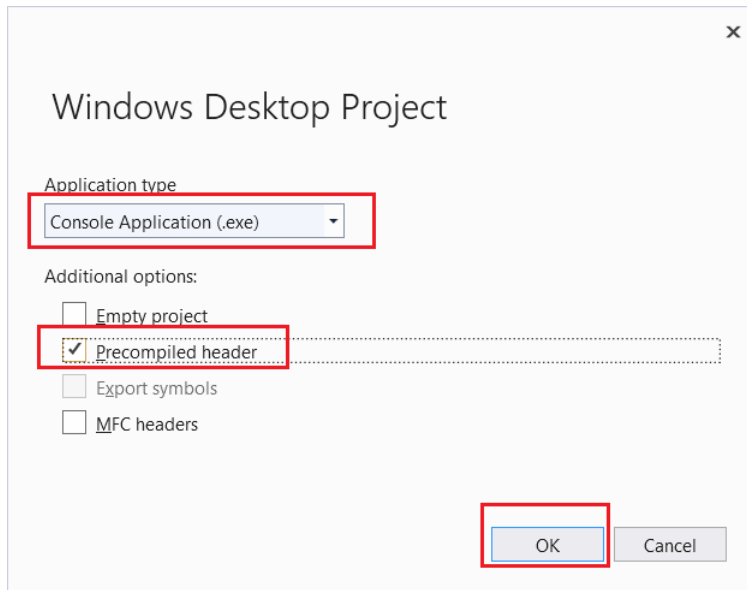 Windows Desktop Project
Application type
Console Application (.exe)
Additional options:
Empty project
Precompiled header
Export symbols
MFC headers
OK Cancel